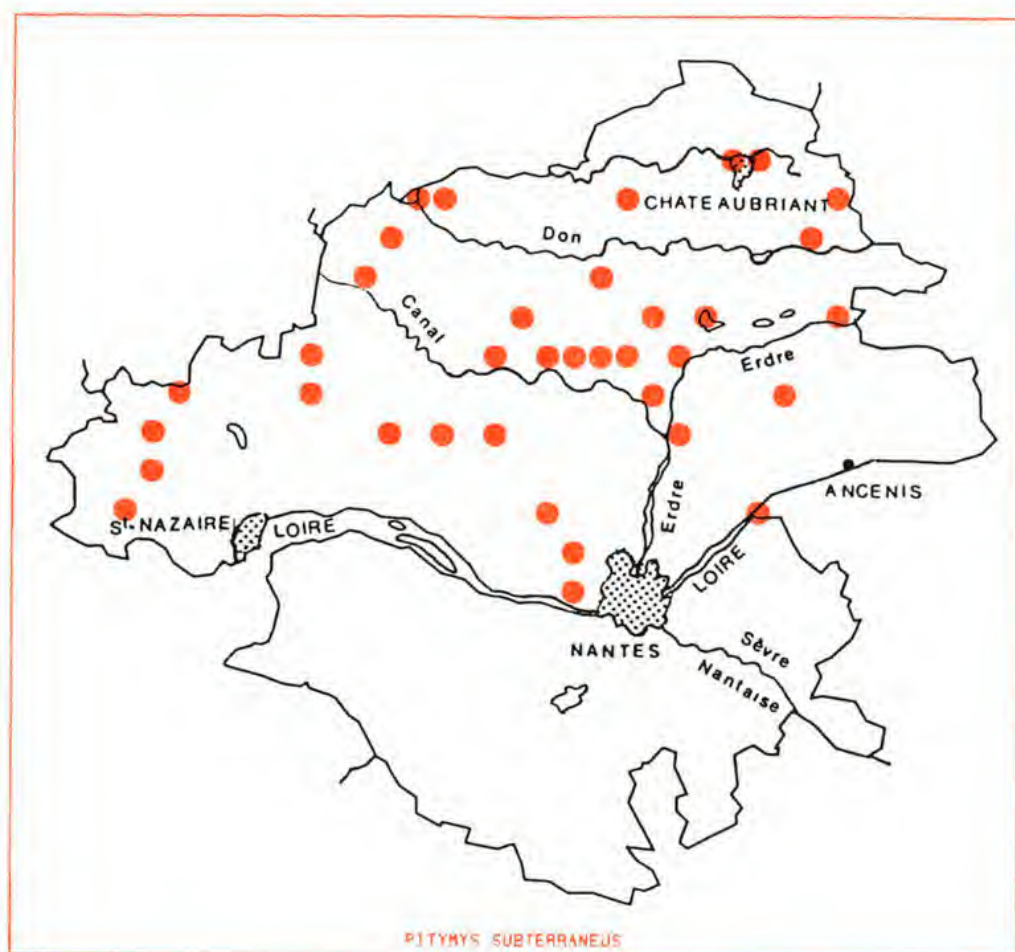 CHATEAUBRIANT
Don
Canal
Erdre
ANCENIS
St-NAZAIRE
LOIRE
Erdre
LOIRE
NANTES
Sèvre
Nantaise
PITYMYS SUBTERRANEUS